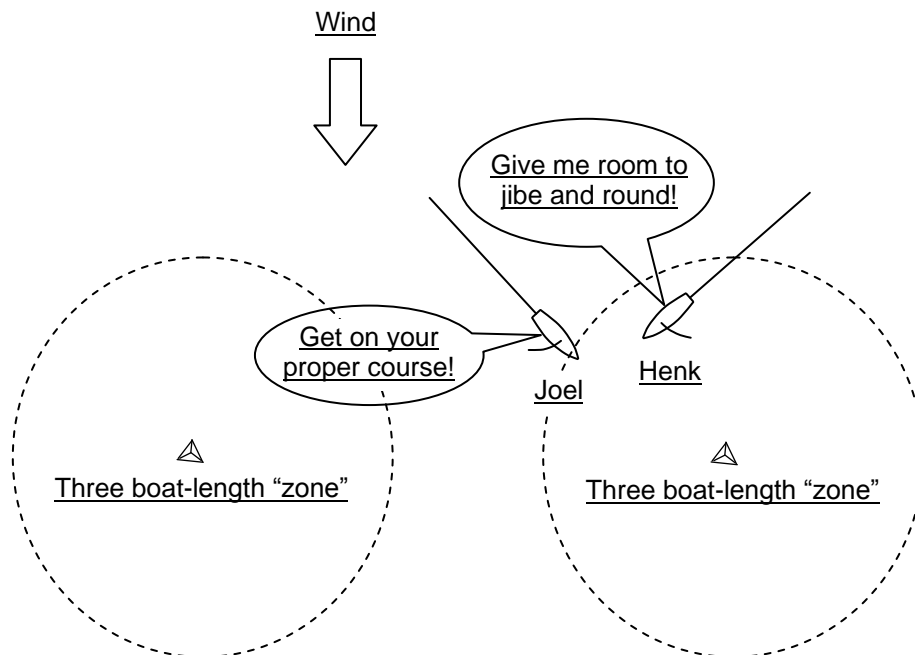 Wind
Give me room to
jibe and round!
Get on your
proper course!
Joel
Henk
Three boat-length “zone”
Three boat-length “zone”